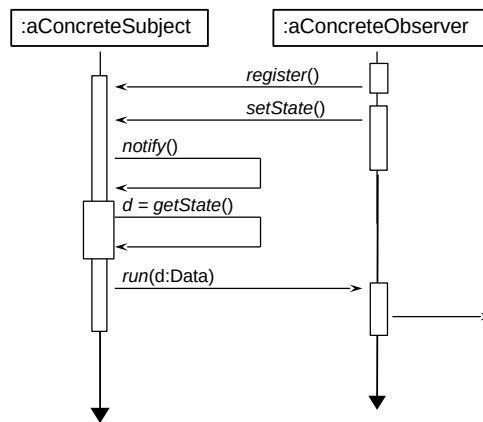 :aConcreteSubject
:aConcreteObserver
register()
setState()
notify()
d = getState()
run(d:Data)